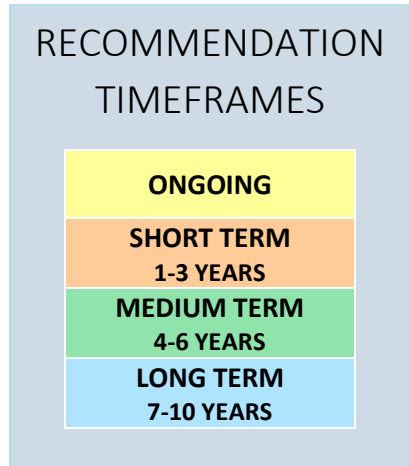 RECOMMENDATION
TIMEFRAMES
ONGOING
SHORT TERM
1-3 YEARS
MEDIUM TERM
4-6 YEARS
LONG TERM
7-10 YEARS